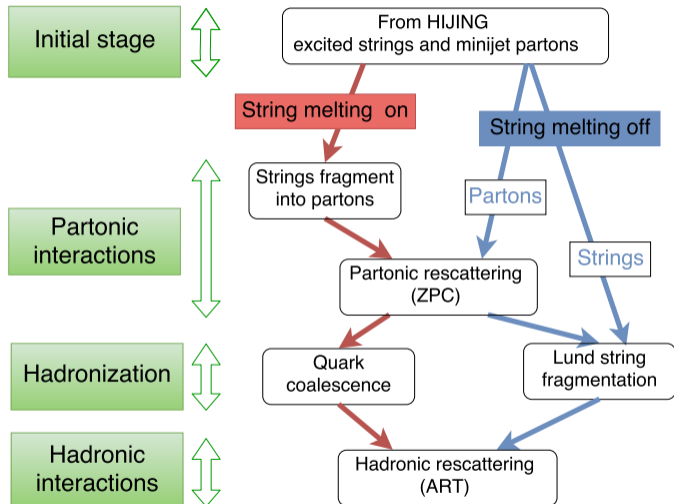 Initial stage
From HIJING
excited strings and minijet partons
String melting on
String melting off
Strings fragment
into partons
Partons
Partonic
interactions
Strings
Partonic rescattering
(ZPC)
Hadronization
Quark
coalescence
Lund string
fragmentation
Hadronic
interactions
Hadronic rescattering
(ART)